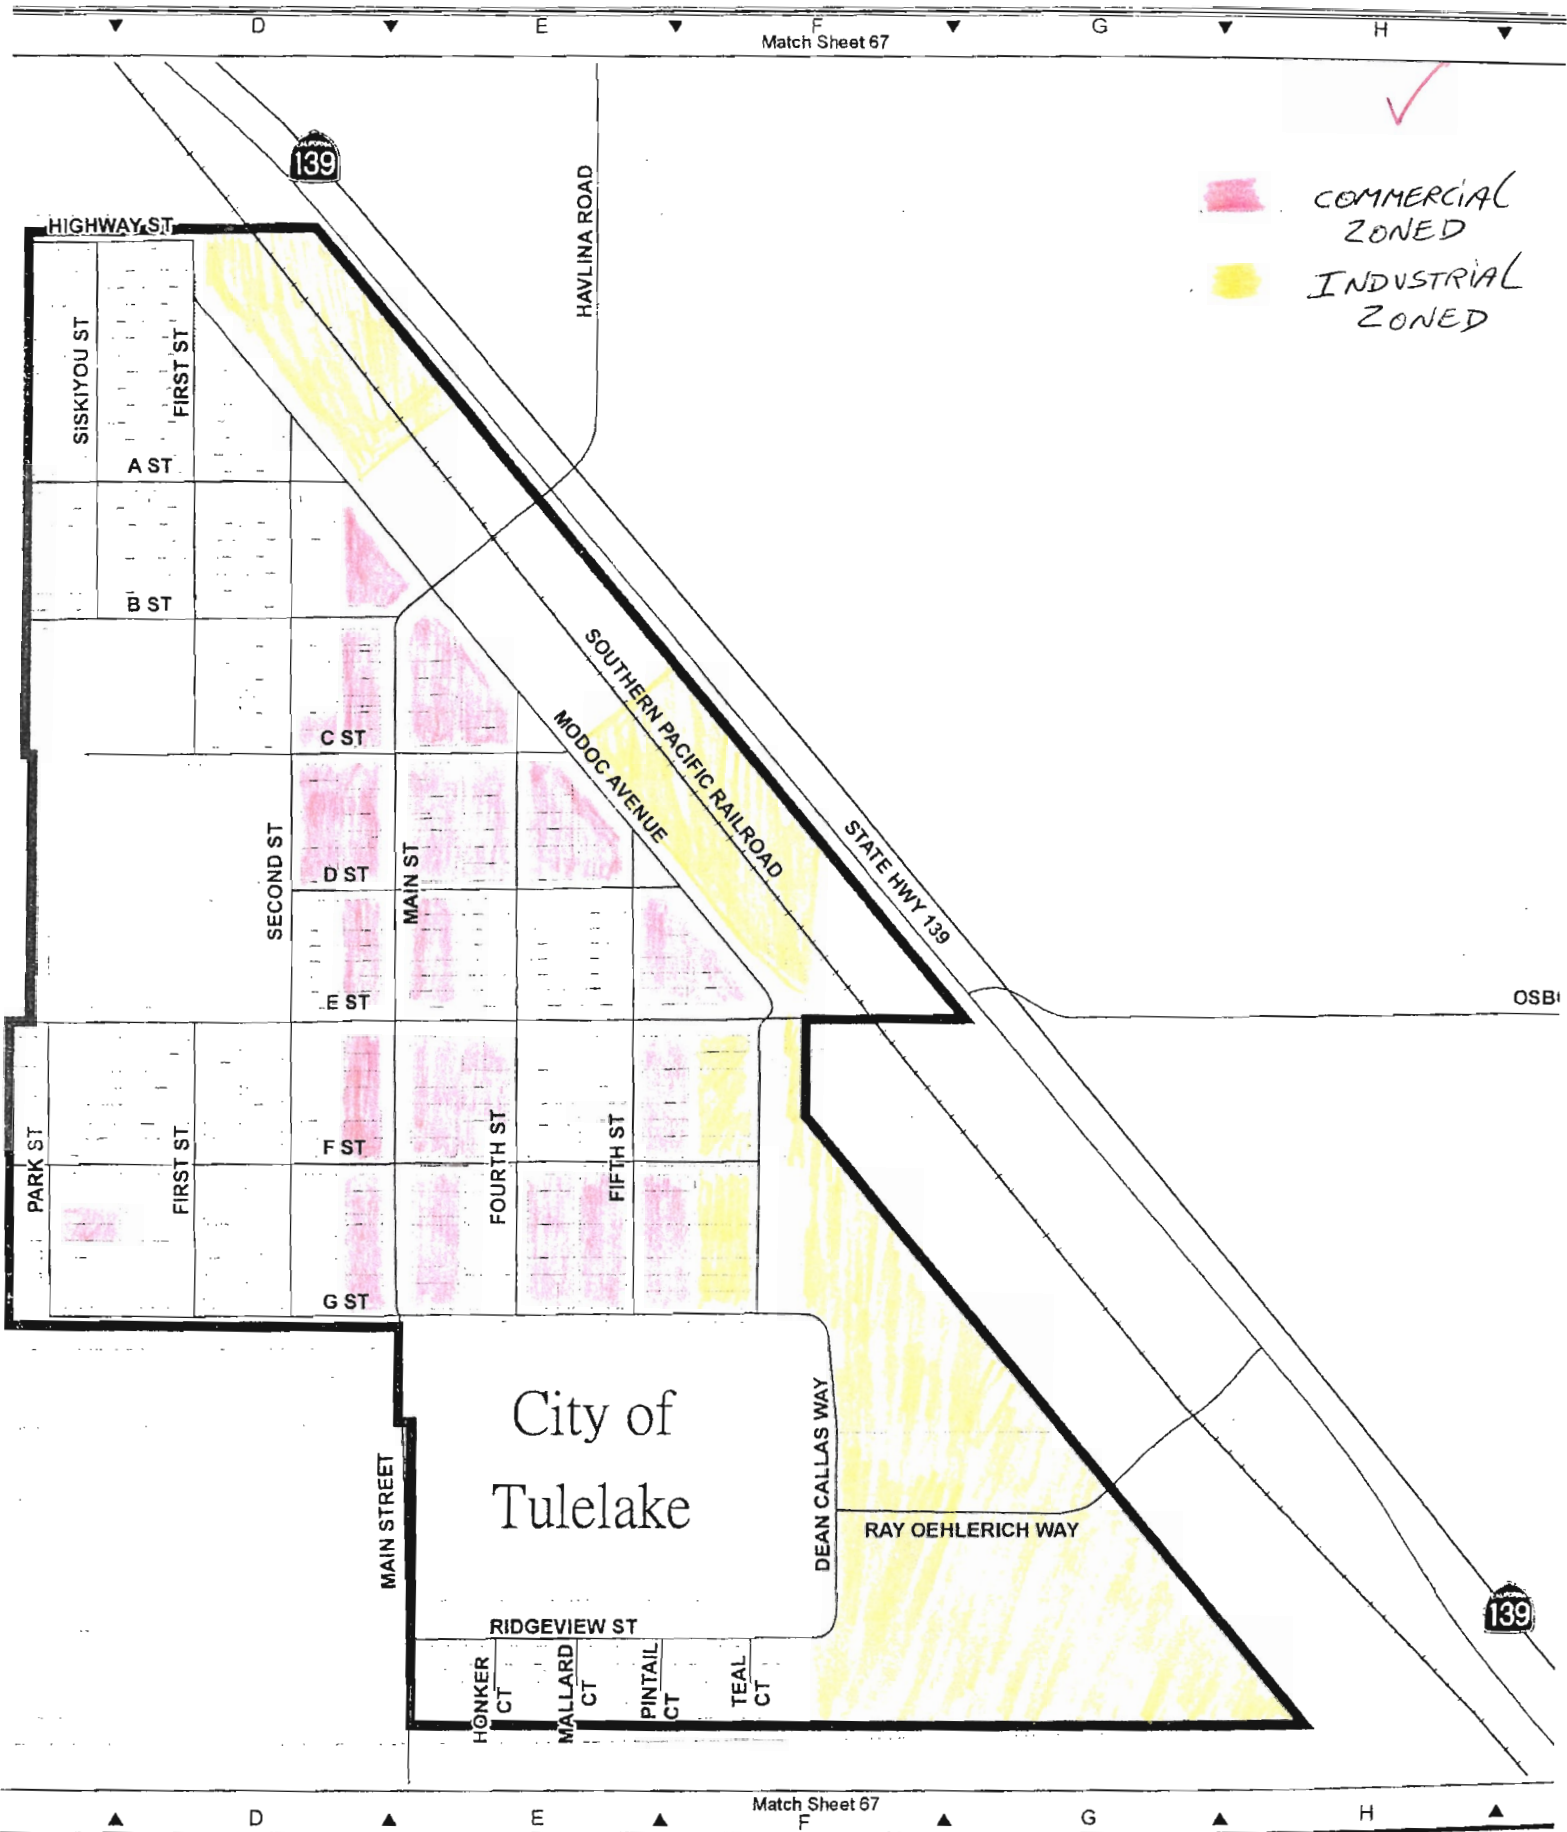 D E F G H
Match Sheet 67
CALIFORNIA
139
COMMERCIAL
ZONED
INDUSTRIAL
ZONED
HIGHWAY ST
HAVLINA ROAD
SISKIYOU ST
FIRST ST
A ST
B ST
SOUTHERN PACIFIC RAILROAD
MODOC AVENUE
C ST
STATE HWY 139
SECOND ST
MAIN ST
D ST
E ST
OSB
PARK ST
FIRST ST
F ST
FOURTH ST
FIFTH ST
G ST
City of
Tulelake
MAIN STREET
DEAN CALLAS WAY
RAY OEHLERICH WAY
CALIFORNIA
139
RIDGEVIEW ST
HONKER
CT
MALLARD
CT
PINTAIL
CT
TEAL
CT
Match Sheet 67
D E F G H